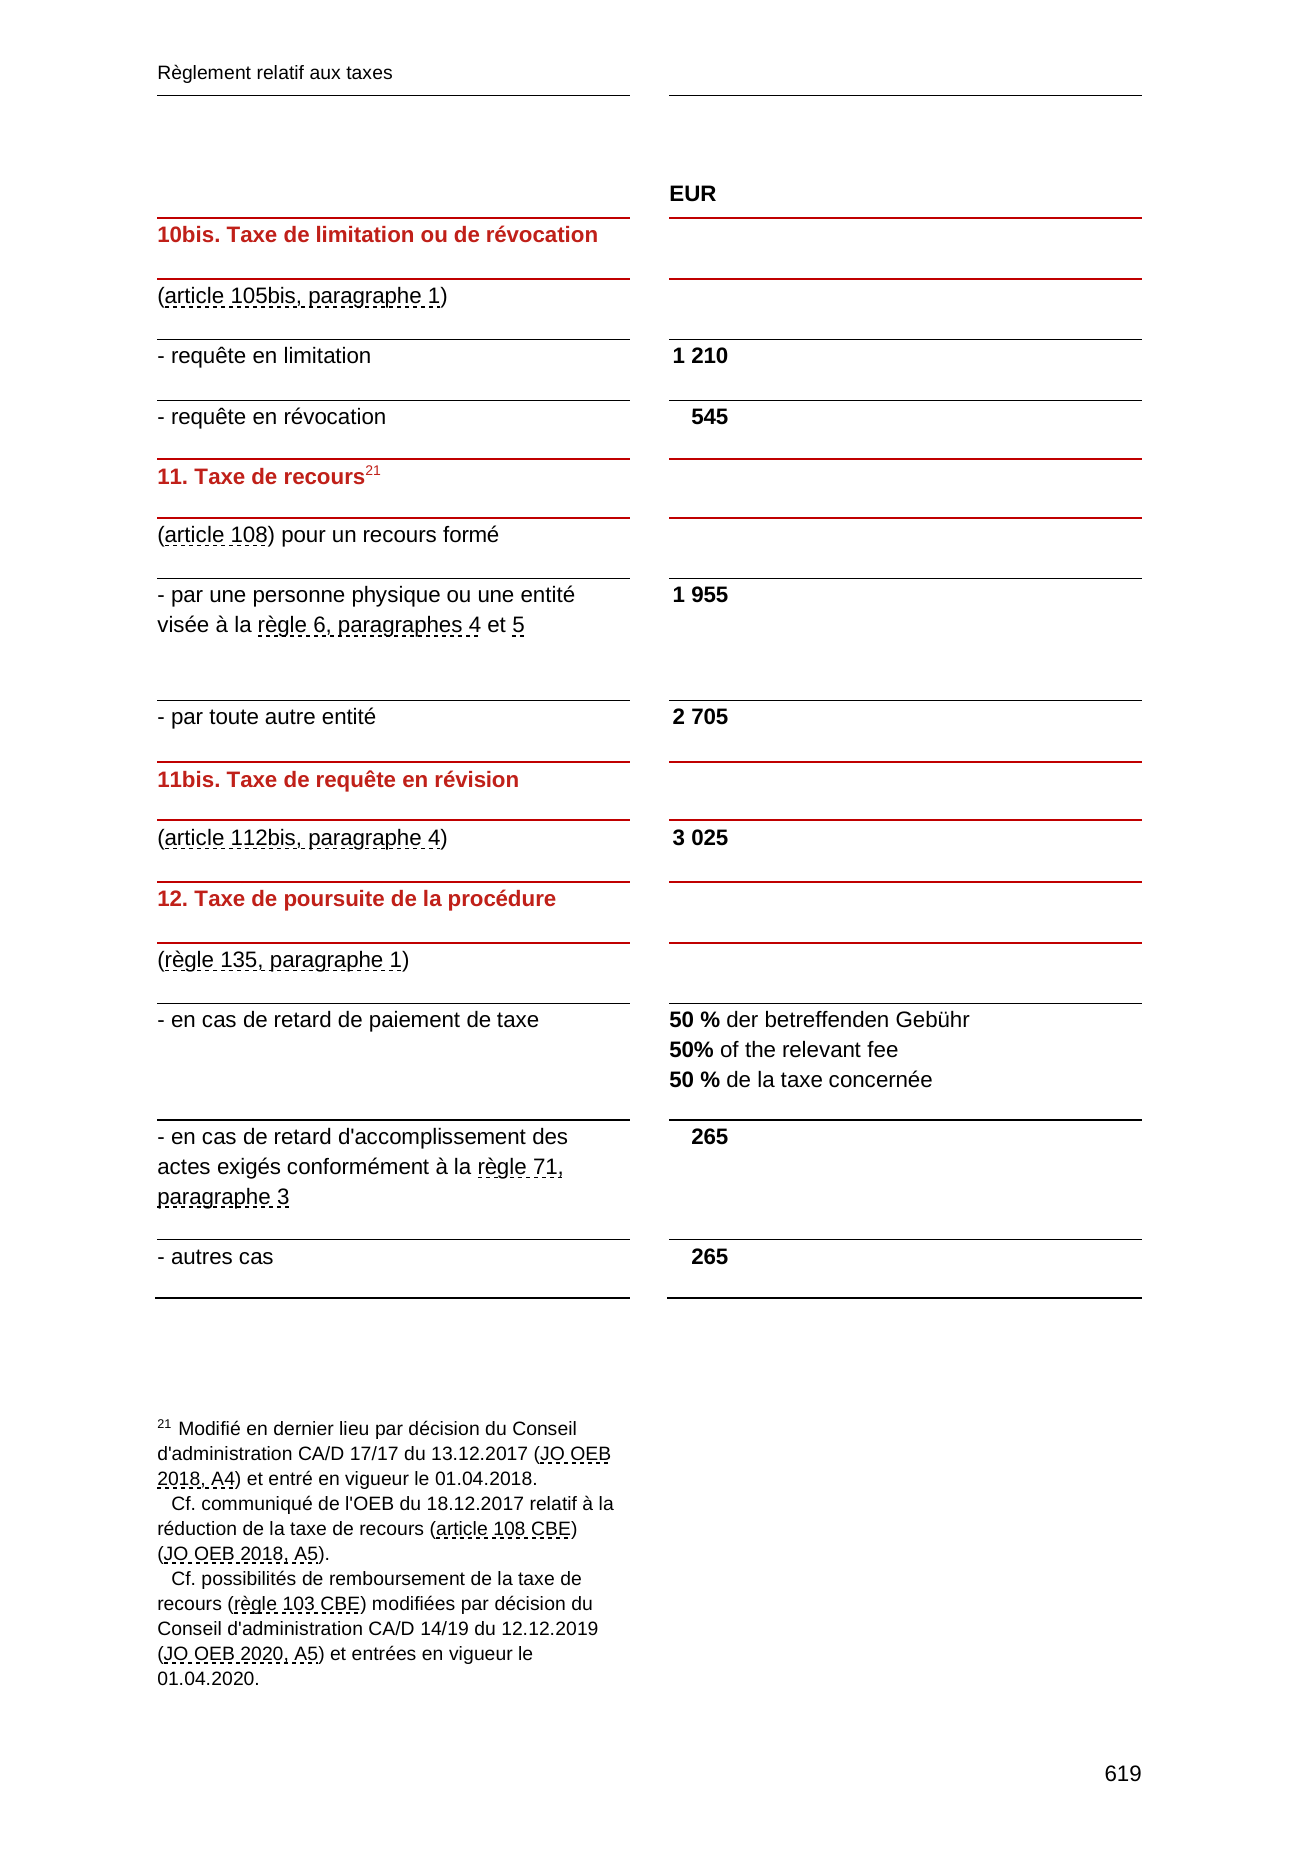 Règlement relatif aux taxes
EUR
10bis. Taxe de limitation ou de révocation
(article 105bis, paragraphe 1)
- requête en limitation 1 210
- requête en révocation 545
11. Taxe de recours21
(article 108) pour un recours formé
- par une personne physique ou une entité 1 955
visée à la règle 6, paragraphes 4 et 5
- par toute autre entité 2 705
11bis. Taxe de requête en révision
(article 112bis, paragraphe 4) 3 025
12. Taxe de poursuite de la procédure
(règle 135, paragraphe 1)
- en cas de retard de paiement de taxe 50 % der betreffenden Gebühr
50% of the relevant fee
50 % de la taxe concernée
- en cas de retard d'accomplissement des 265
actes exigés conformément à la règle 71,
paragraphe 3
- autres cas 265
21 Modifié en dernier lieu par décision du Conseil
d'administration CA/D 17/17 du 13.12.2017 (JO OEB
2018, A4) et entré en vigueur le 01.04.2018.
Cf. communiqué de l'OEB du 18.12.2017 relatif à la
réduction de la taxe de recours (article 108 CBE)
(JO OEB 2018, A5).
Cf. possibilités de remboursement de la taxe de
recours (règle 103 CBE) modifiées par décision du
Conseil d'administration CA/D 14/19 du 12.12.2019
(JO OEB 2020, A5) et entrées en vigueur le
01.04.2020.
619